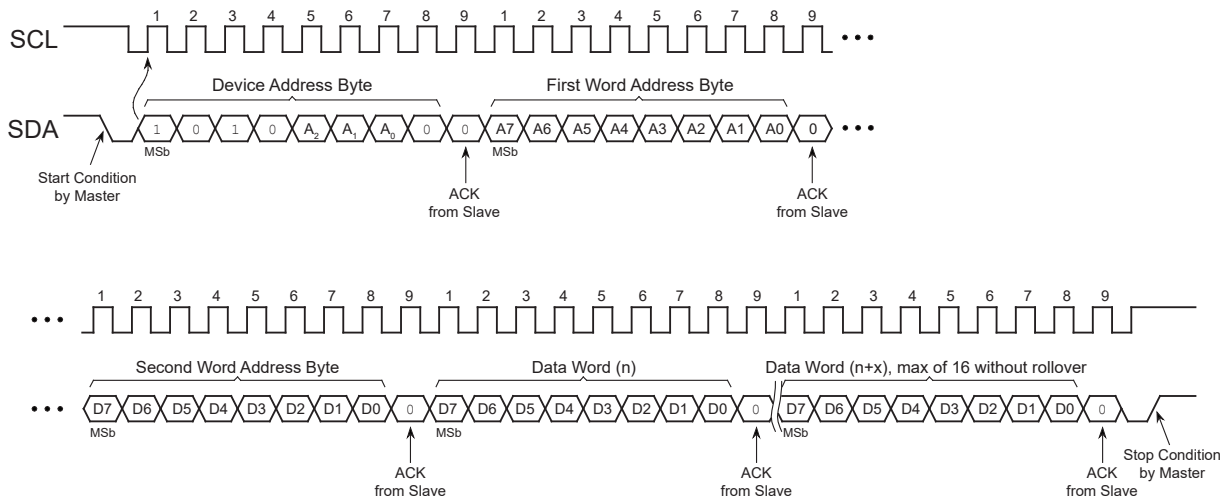 1 2 3 4 5 6 7 8 9 1 2 3 4 5 6 7 8 9
SCL
Device Address Byte First Word Address Byte
SDA 1 0 1 0 A2 A1 A0 0 0 A7 A6 A5 A4 A3 A2 A1 A0 0
MSb MSb
Start Condition
by Master
ACK
from Slave
ACK
from Slave
1 2 3 4 5 6 7 8 9 1 2 3 4 5 6 7 8 9 1 2 3 4 5 6 7 8 9
Second Word Address Byte Data Word (n) Data Word (n+x), max of 16 without rollover
D7 D6 D5 D4 D3 D2 D1 D0 0 D7 D6 D5 D4 D3 D2 D1 D0 0 D7 D6 D5 D4 D3 D2 D1 D0 0
MSb MSb MSb
ACK
from Slave
ACK
from Slave
ACK
from Slave
Stop Condition
by Master